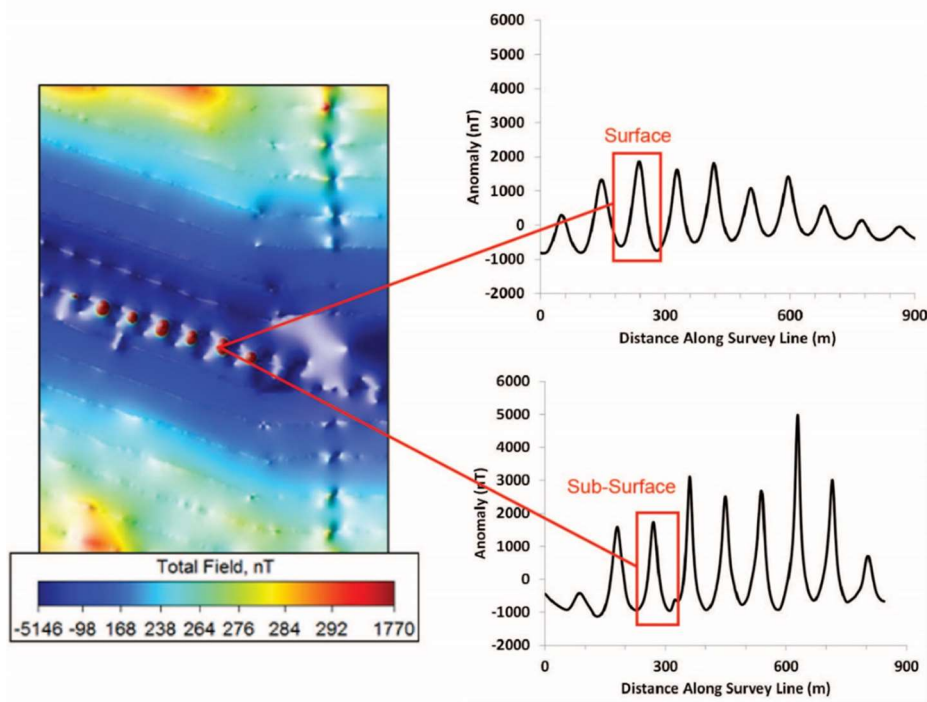 Total Field, nT
-5146 -98 168 238 264 276 284 292 1770
6000
5000
4000
3000
2000
1000
0
-1000
-2000
Anomaly (nT)
Surface
0 300 600 900
Distance Along Survey Line (m)
6000
5000
4000
3000
2000
1000
0
-1000
-2000
Anomaly (nT)
Sub-Surface
0 300 600 900
Distance Along Survey Line (m)